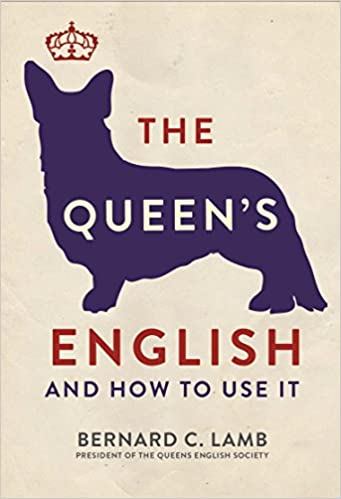 THE
QUEEN'S
ENGLISH
AND HOW TO USE IT
BERNARD C. LAMB
PRESIDENT OF THE QUEENS ENGLISH SOCIETY